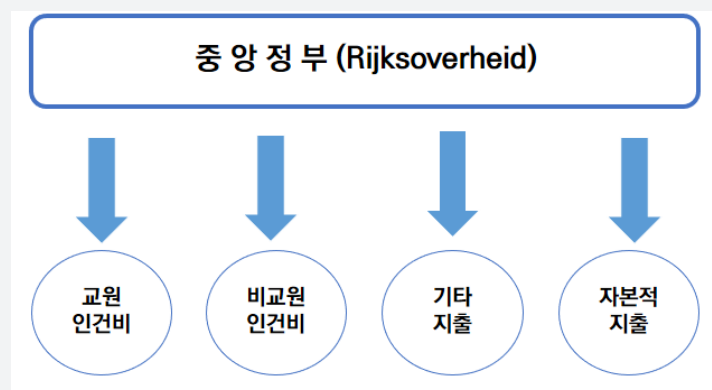 중 앙 정 부 (Rijksoverheid)
교원
인건비
비교원
인건비
기타
지출
자본적
지출